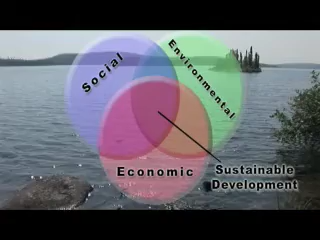 Social
Environmental
Economic
Sustainable
Development